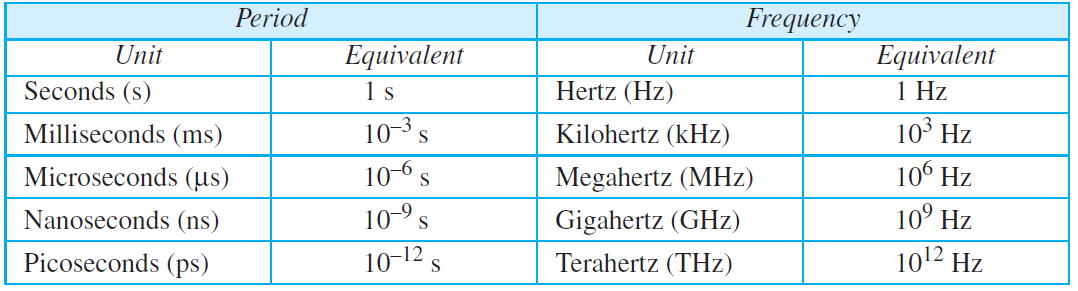 Period Frequency
Unit Equivalent Unit Equivalent
Seconds (s) 1 s Hertz (Hz) 1 Hz
Milliseconds (ms) 10⁻³ s Kilohertz (kHz) 10³ Hz
Microseconds (μs) 10⁻⁶ s Megahertz (MHz) 10⁶ Hz
Nanoseconds (ns) 10⁻⁹ s Gigahertz (GHz) 10⁹ Hz
Picoseconds (ps) 10⁻¹² s Terahertz (THz) 10¹² Hz